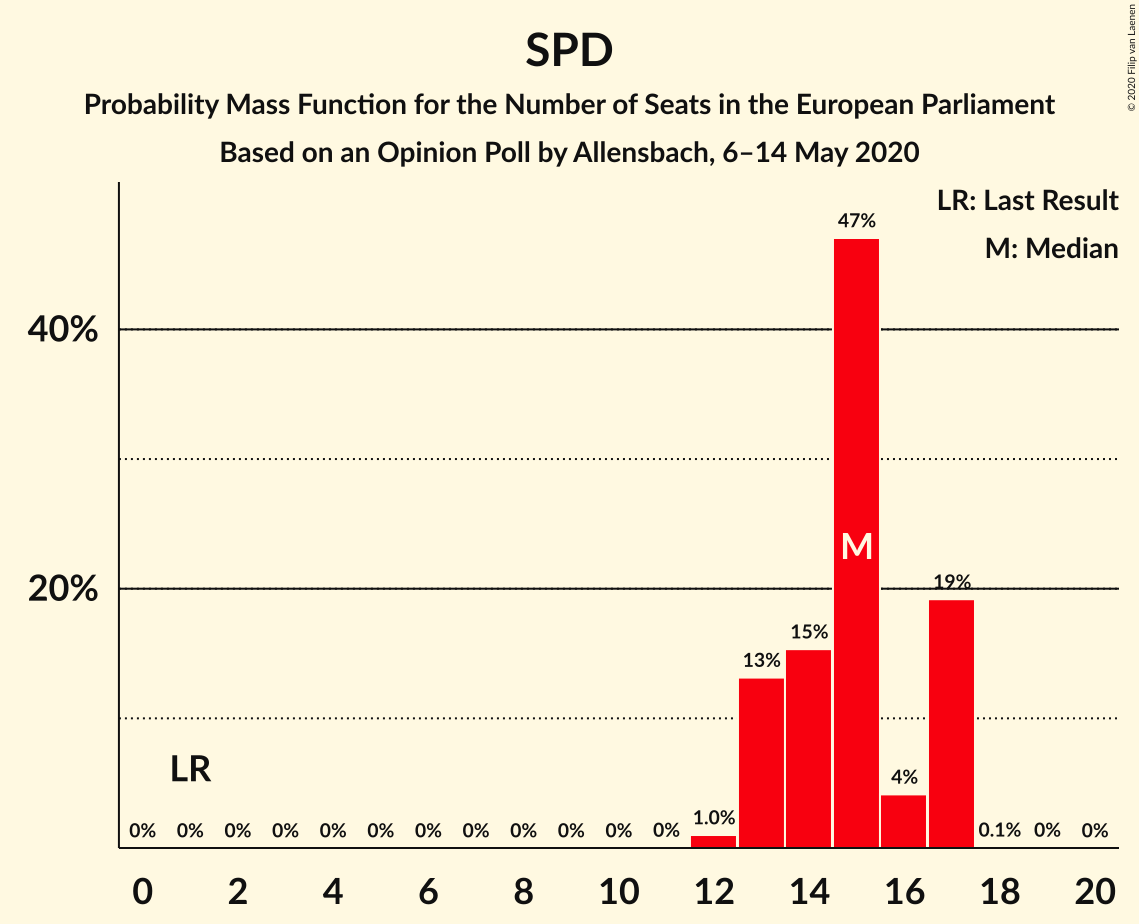 SPD
Probability Mass Function for the Number of Seats in the European Parliament
Based on an Opinion Poll by Allensbach, 6–14 May 2020
© 2020 Filip van Laenen
LR: Last Result
M: Median
47%
40%
M
20%
19%
15%
13%
LR
4%
0% 0% 0% 0% 0% 0% 0% 0% 0% 0% 0% 0% 1.0% 0.1% 0% 0%
0 2 4 6 8 10 12 14 16 18 20